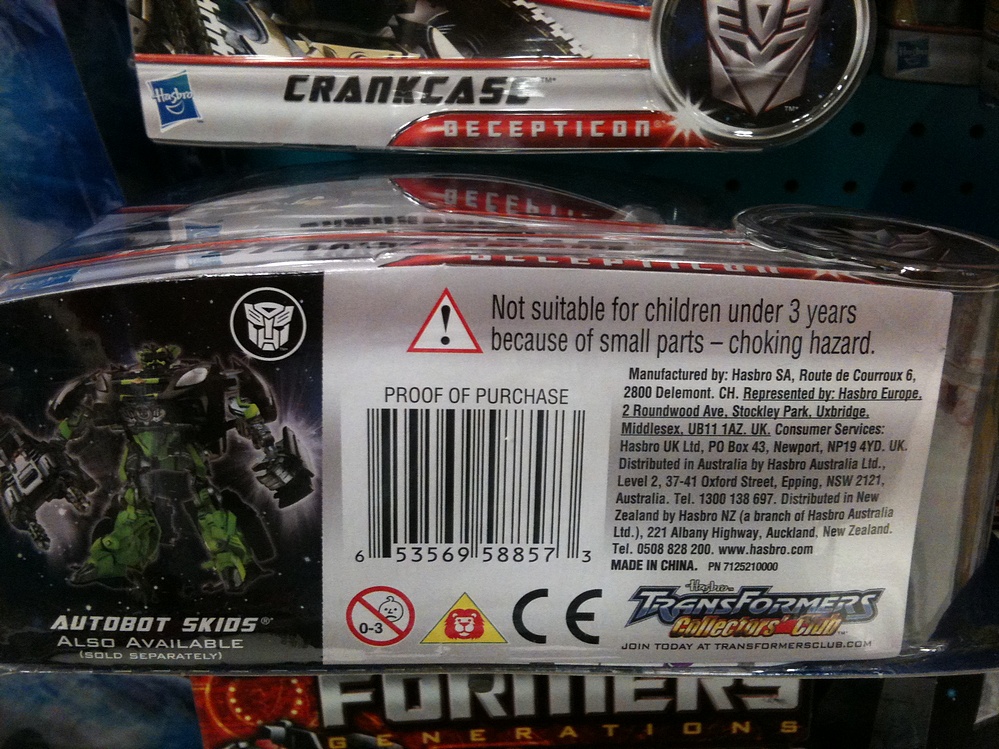 CRANKCASE™
Hasbro
DECEPTICON
TM
Hasbro
DECEPTICON
Not suitable for children under 3 years
because of small parts – choking hazard.
PROOF OF PURCHASE
6 53569 58857 3
Manufactured by: Hasbro SA, Route de Courroux 6,
2800 Delemont. CH. Represented by: Hasbro Europe,
2 Roundwood Ave, Stockley Park, Uxbridge,
Middlesex, UB11 1AZ. UK. Consumer Services:
Hasbro UK Ltd, PO Box 43, Newport, NP19 4YD. UK.
Distributed in Australia by Hasbro Australia Ltd.,
Level 2, 37-41 Oxford Street, Epping, NSW 2121,
Australia. Tel. 1300 138 697. Distributed in New
Zealand by Hasbro NZ (a branch of Hasbro Australia
Ltd.), 221 Albany Highway, Auckland, New Zealand.
Tel. 0508 828 200. www.hasbro.com
MADE IN CHINA. PN 7125210000
0-3
CE
Hasbro
TRANSFORMERS
Collectors' Club™
JOIN TODAY AT TRANSFORMERSCLUB.COM
AUTOBOT SKIDS®
ALSO AVAILABLE
(SOLD SEPARATELY)
FORMERS
GENERATIONS